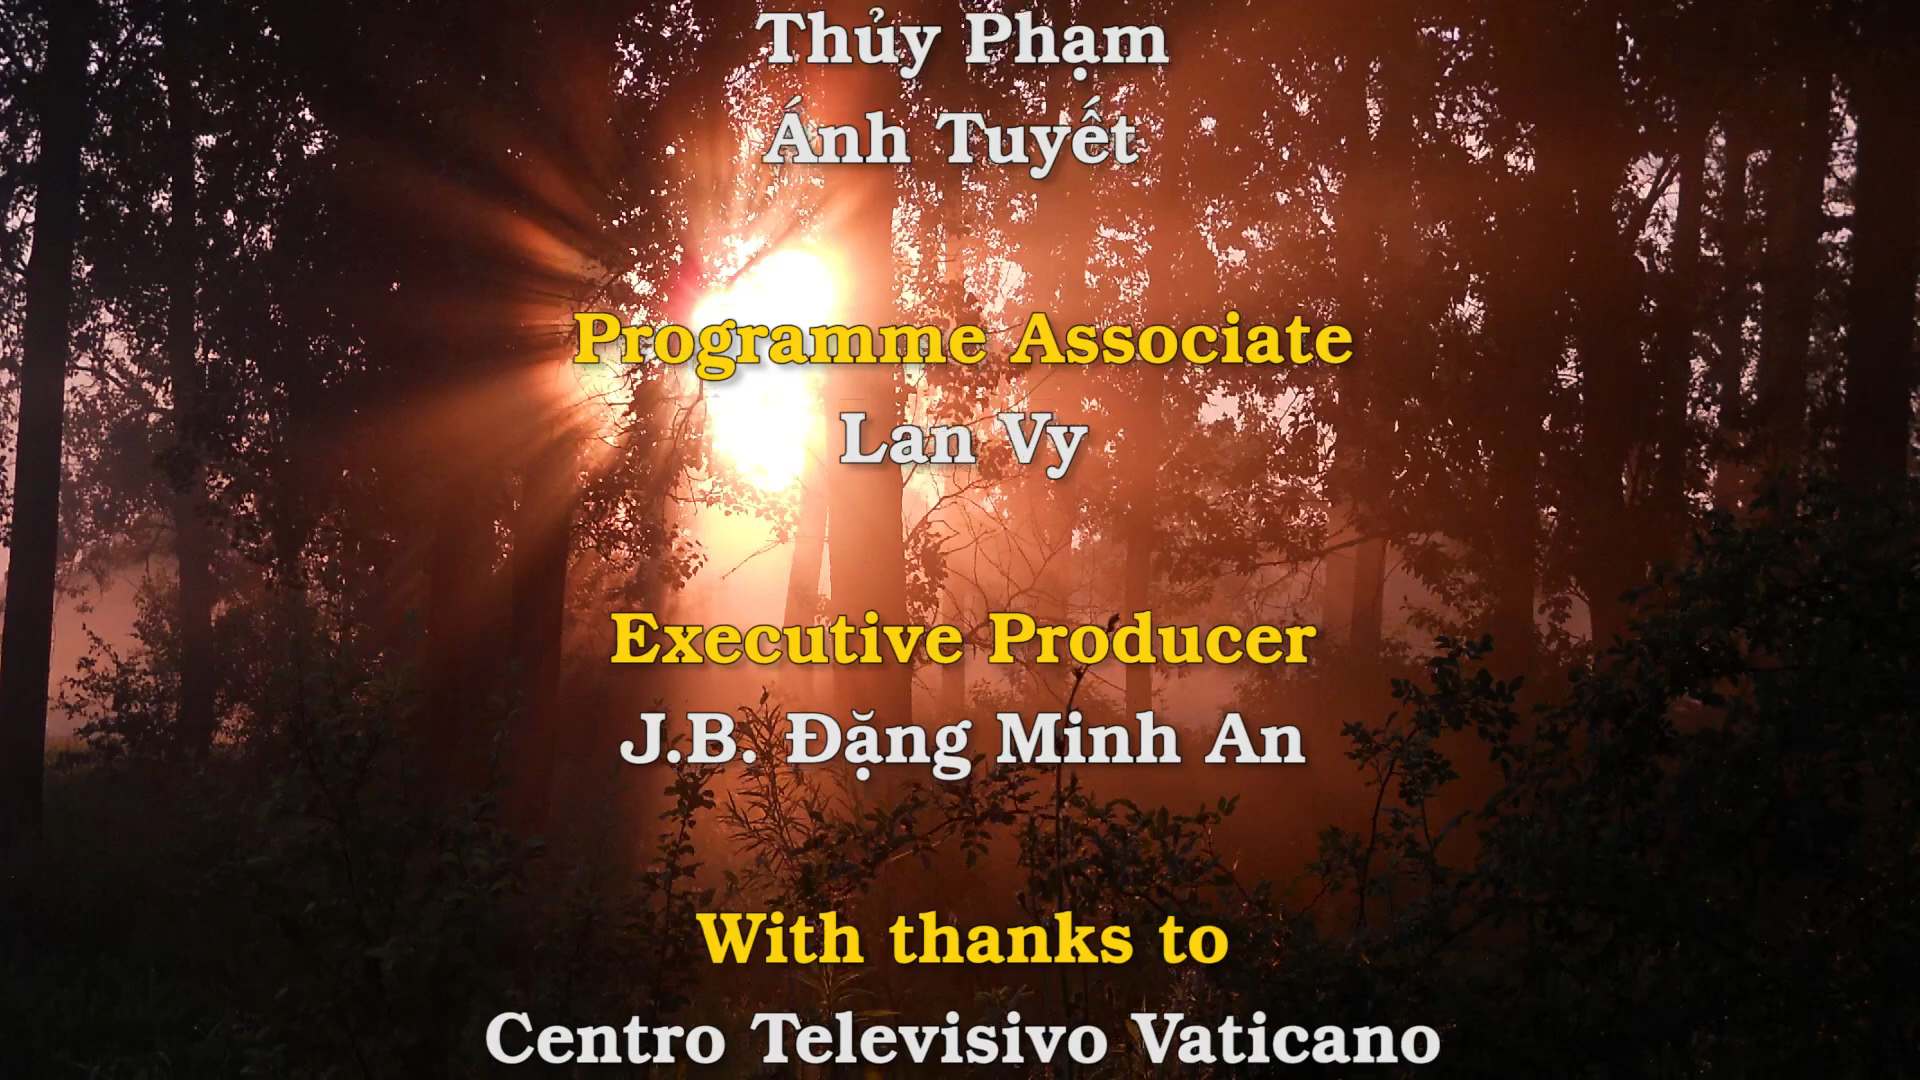 Thủy Phạm
Ánh Tuyết
Programme Associate
Lan Vy
Executive Producer
J.B. Đặng Minh An
With thanks to
Centro Televisivo Vaticano